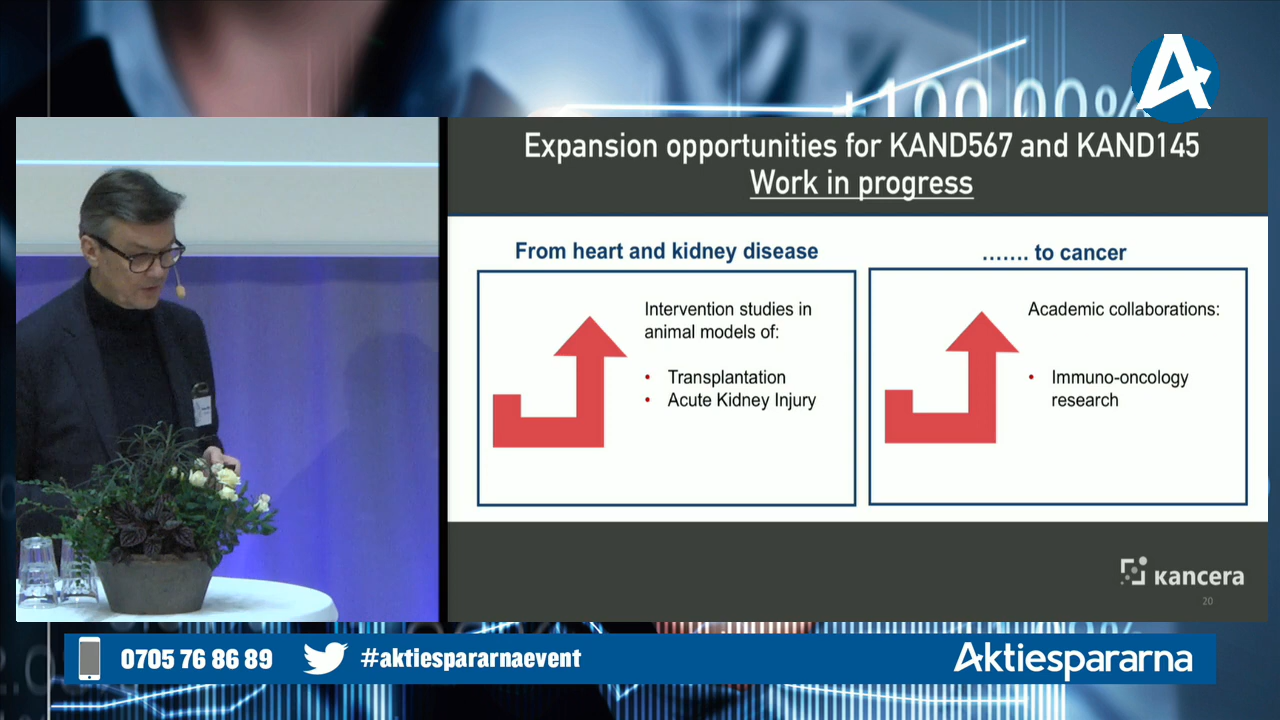 +100,00%
Expansion opportunities for KAND567 and KAND145
Work in progress
From heart and kidney disease
....... to cancer
Intervention studies in
animal models of:
• Transplantation
• Acute Kidney Injury
Academic collaborations:
• Immuno-oncology
research
kancera
20
0705 76 86 89
#aktiespararnaevent
Aktiespararna